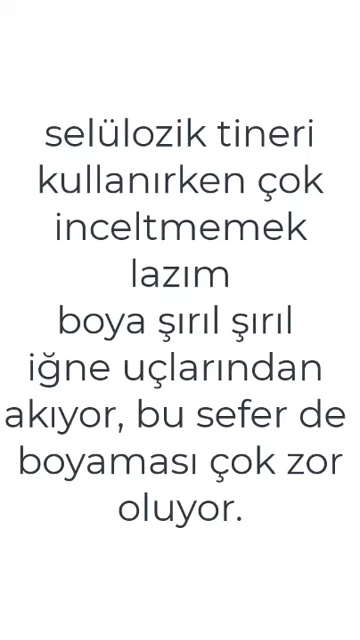 selülozik tineri
kullanırken çok
inceltmemek
lazım
boya şırıl şırıl
iğne uçlarından
akıyor, bu sefer de
boyaması çok zor
oluyor.